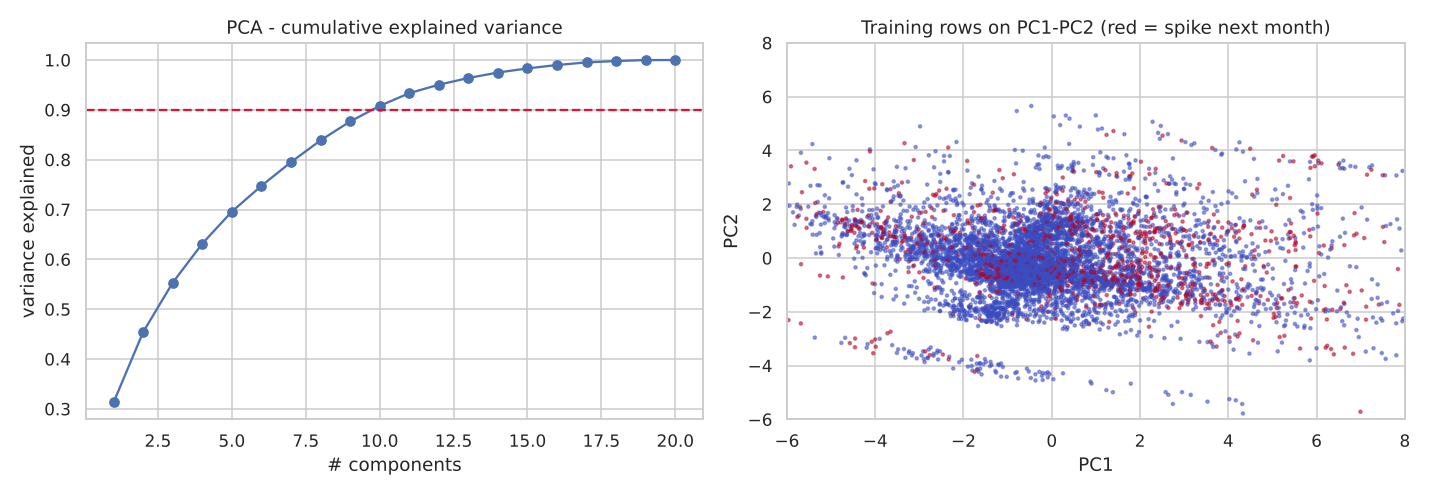 PCA - cumulative explained variance
variance explained
1.0
0.9
0.8
0.7
0.6
0.5
0.4
0.3
2.5 5.0 7.5 10.0 12.5 15.0 17.5 20.0
# components
Training rows on PC1-PC2 (red = spike next month)
PC2
8
6
4
2
0
−2
−4
−6
−6 −4 −2 0 2 4 6 8
PC1